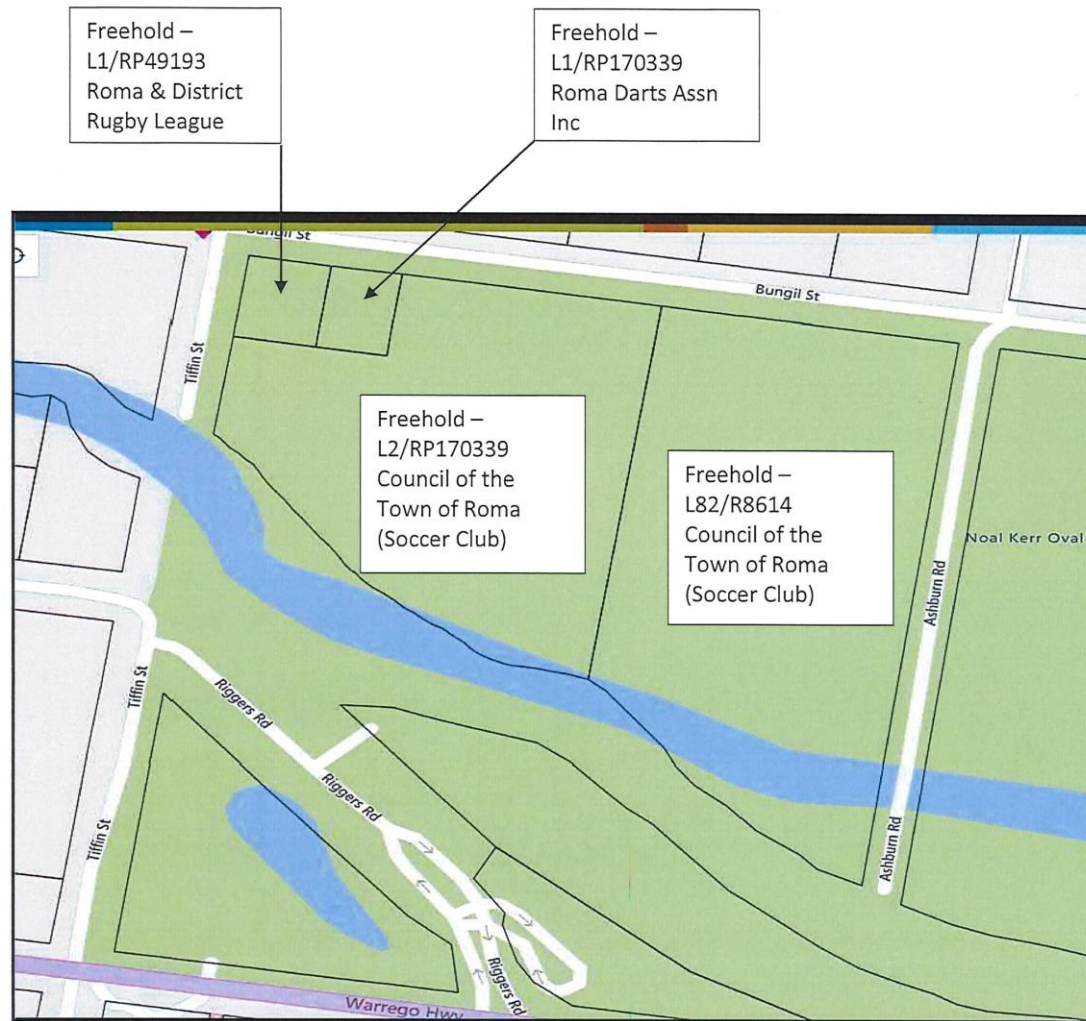 Freehold –
L1/RP49193
Roma & District
Rugby League
Freehold –
L1/RP170339
Roma Darts Assn
Inc
Bungil St
Bungil St
Tiffin St
Freehold –
L2/RP170339
Council of the
Town of Roma
(Soccer Club)
Freehold –
L82/R8614
Council of the
Town of Roma
(Soccer Club)
Noal Kerr Oval
Ashburn Rd
Tiffin St
Riggers Rd
Riggers Rd
Tiffin St
Ashburn Rd
Riggers Rd
Warrego Hwy